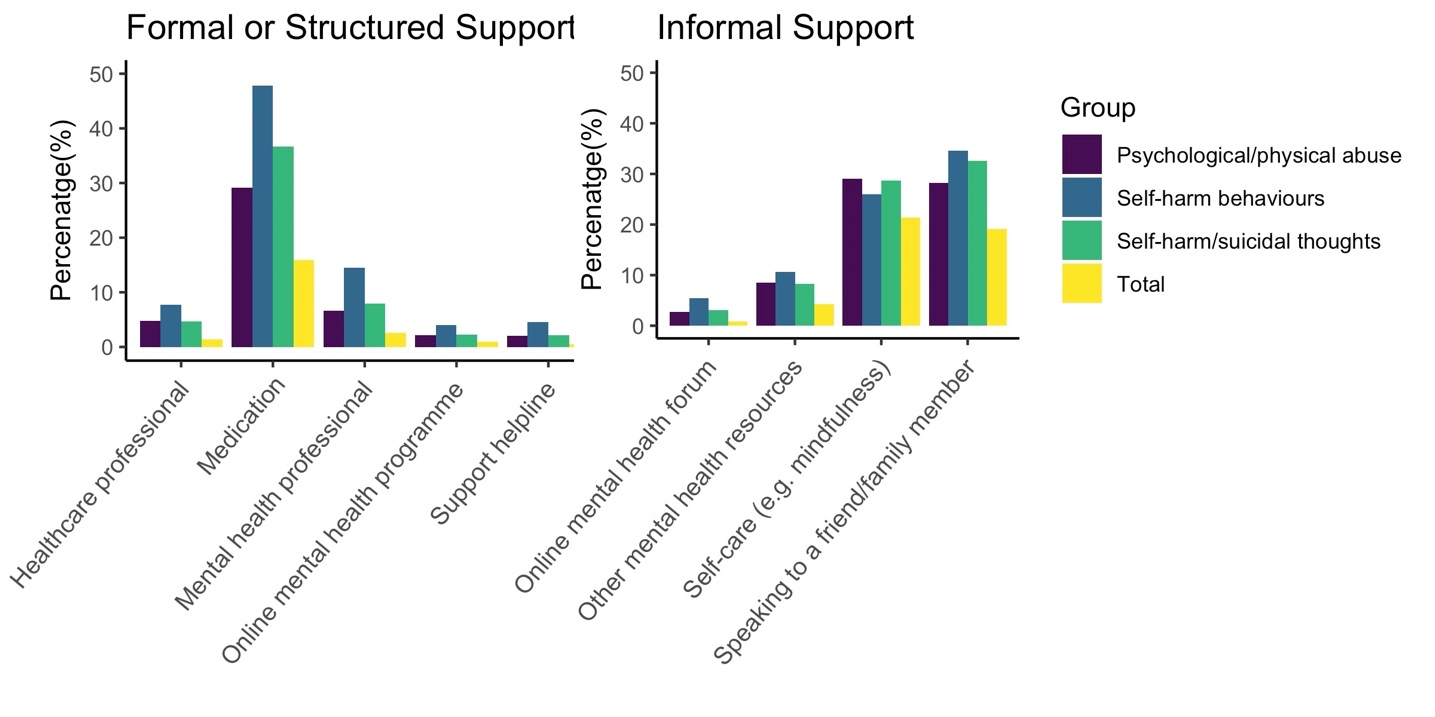 Formal or Structured Support
Percenatge(%)
50
40
30
20
10
0
Healthcare professional
Medication
Mental health professional
Online mental health programme
Support helpline
Informal Support
Percenatge(%)
50
40
30
20
10
0
Online mental health forum
Other mental health resources
Self-care (e.g. mindfulness)
Speaking to a friend/family member
Group
Psychological/physical abuse
Self-harm behaviours
Self-harm/suicidal thoughts
Total